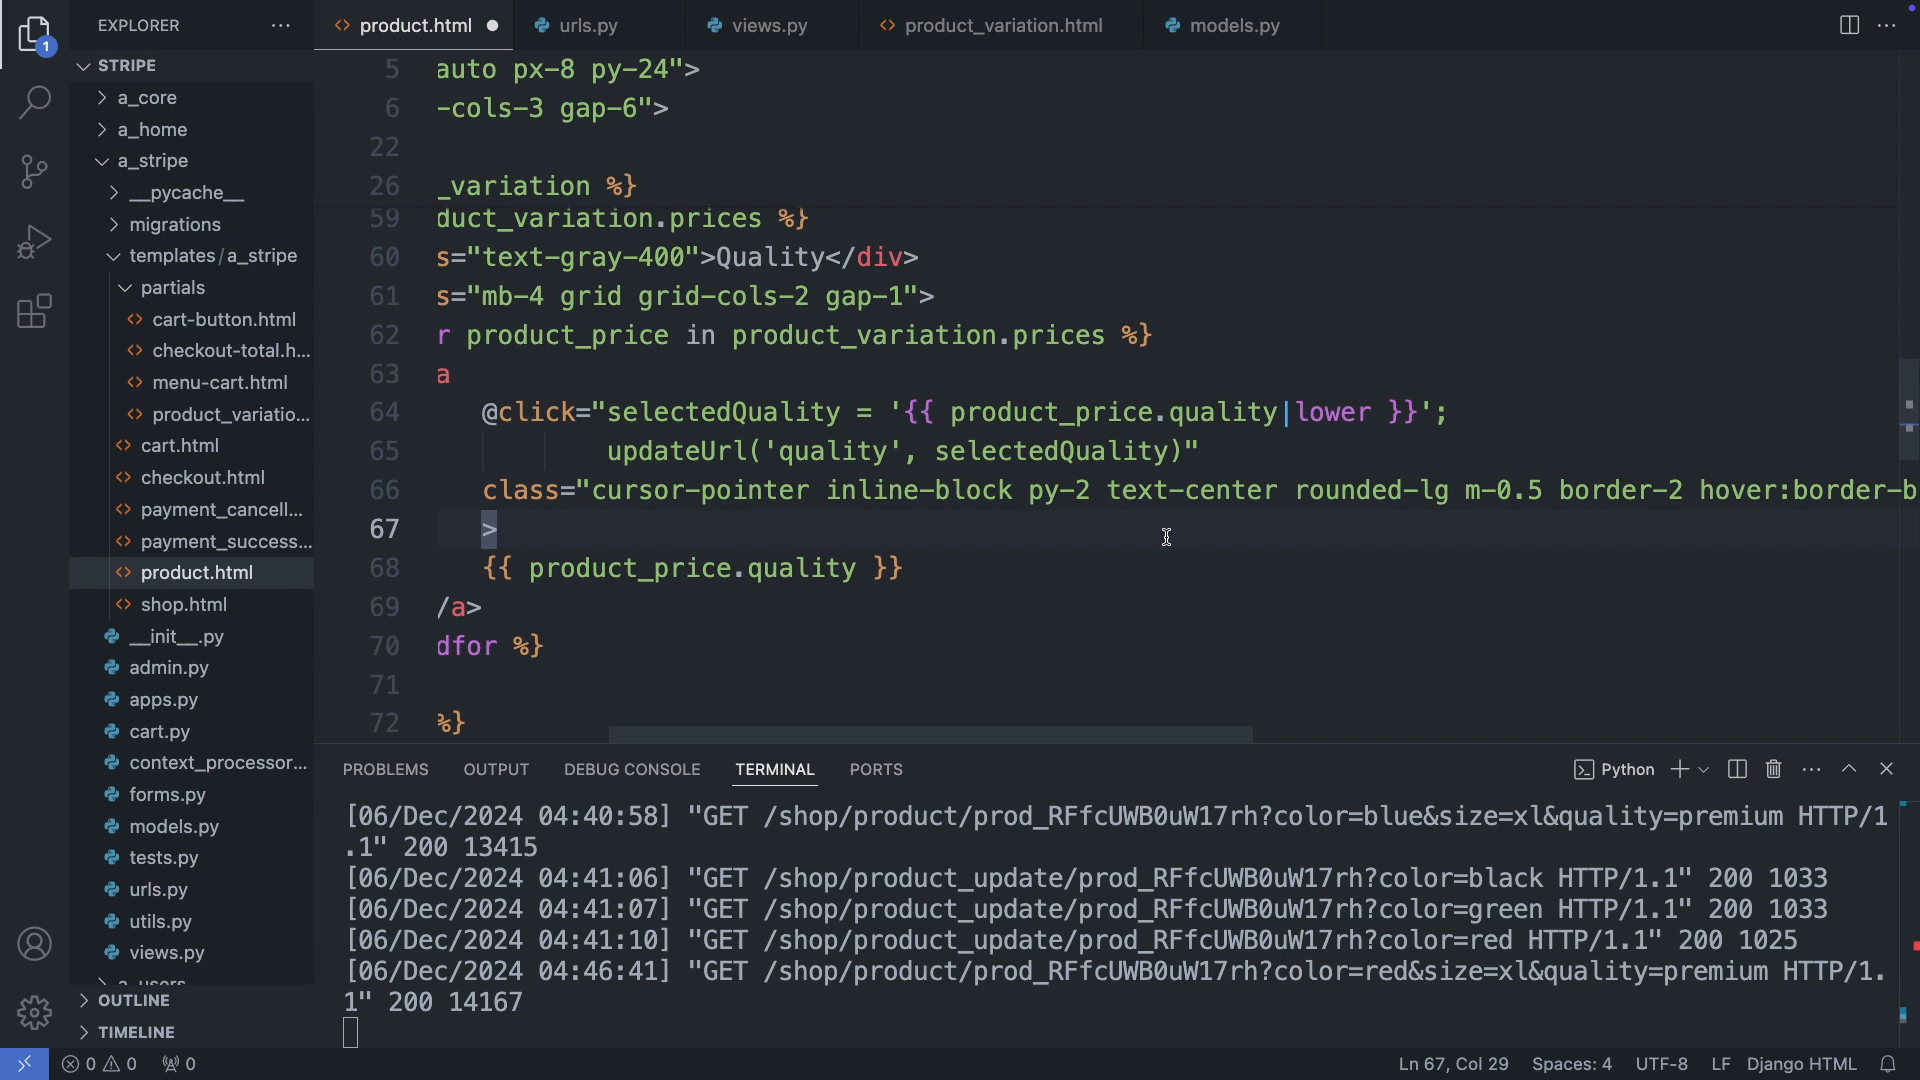 EXPLORER
1
product.html
urls.py
views.py
product_variation.html
models.py
STRIPE
a_core
a_home
a_stripe
__pycache__
migrations
templates/a_stripe
partials
cart-button.html
checkout-total.h...
menu-cart.html
product_variatio...
cart.html
checkout.html
payment_cancell...
payment_success...
product.html
shop.html
__init__.py
admin.py
apps.py
cart.py
context_processor...
forms.py
models.py
tests.py
urls.py
utils.py
views.py
OUTLINE
TIMELINE
5 auto px-8 py-24">
6 -cols-3 gap-6">
22
26 _variation %}
59 duct_variation.prices %}
60 s="text-gray-400">Quality</div>
61 s="mb-4 grid grid-cols-2 gap-1">
62 r product_price in product_variation.prices %}
63 a
64 @click="selectedQuality = '{{ product_price.quality|lower }}';
65 updateUrl('quality', selectedQuality)"
66 class="cursor-pointer inline-block py-2 text-center rounded-lg m-0.5 border-2 hover:border-b
67 >
68 {{ product_price.quality }}
69 /a>
70 dfor %}
71
72 %}
PROBLEMS OUTPUT DEBUG CONSOLE TERMINAL PORTS
Python
[06/Dec/2024 04:40:58] "GET /shop/product/prod_RFfcUWB0uW17rh?color=blue&size=xl&quality=premium HTTP/1
.1" 200 13415
[06/Dec/2024 04:41:06] "GET /shop/product_update/prod_RFfcUWB0uW17rh?color=black HTTP/1.1" 200 1033
[06/Dec/2024 04:41:07] "GET /shop/product_update/prod_RFfcUWB0uW17rh?color=green HTTP/1.1" 200 1033
[06/Dec/2024 04:41:10] "GET /shop/product_update/prod_RFfcUWB0uW17rh?color=red HTTP/1.1" 200 1025
[06/Dec/2024 04:46:41] "GET /shop/product/prod_RFfcUWB0uW17rh?color=red&size=xl&quality=premium HTTP/1.
1" 200 14167
0 0 0
Ln 67, Col 29 Spaces: 4 UTF-8 LF Django HTML